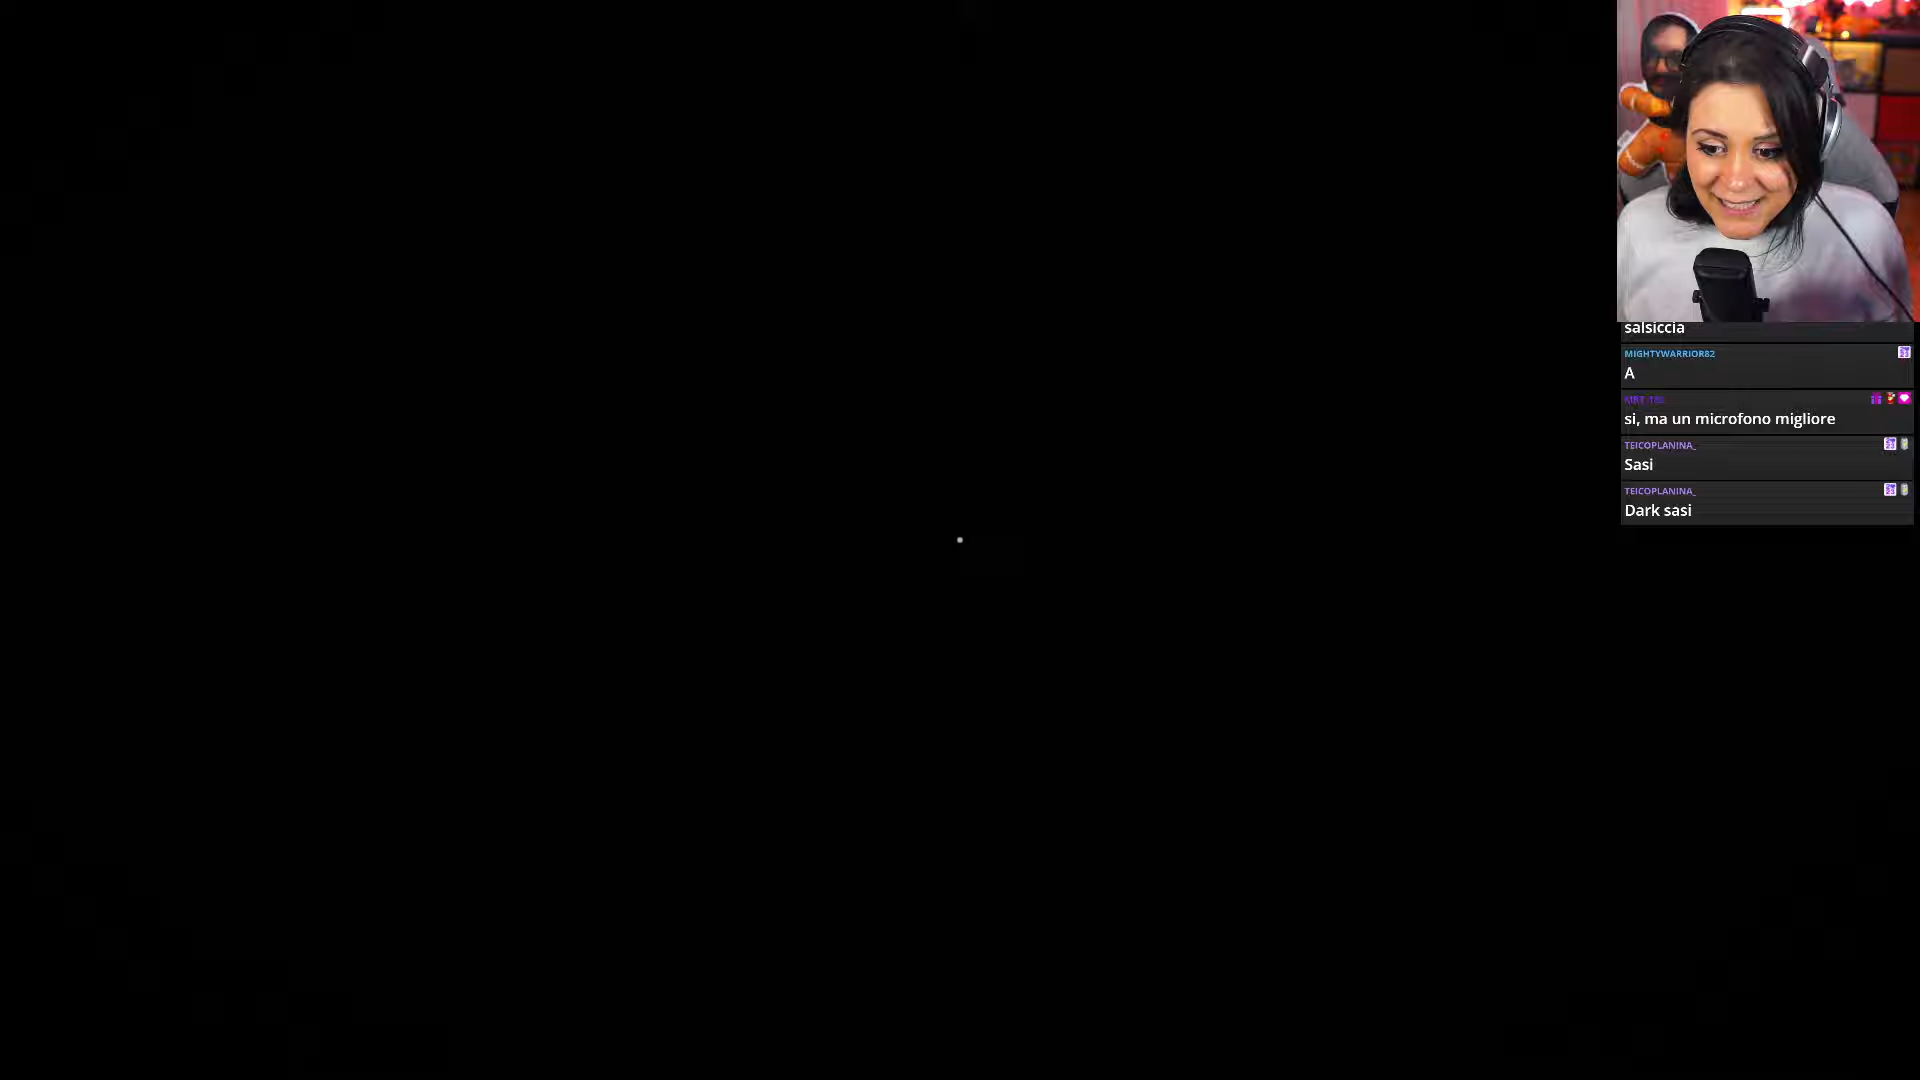 salsiccia
MIGHTYWARRIOR82
A
si, ma un microfono migliore
TEICOPLANINA_
Sasi
TEICOPLANINA_
Dark sasi